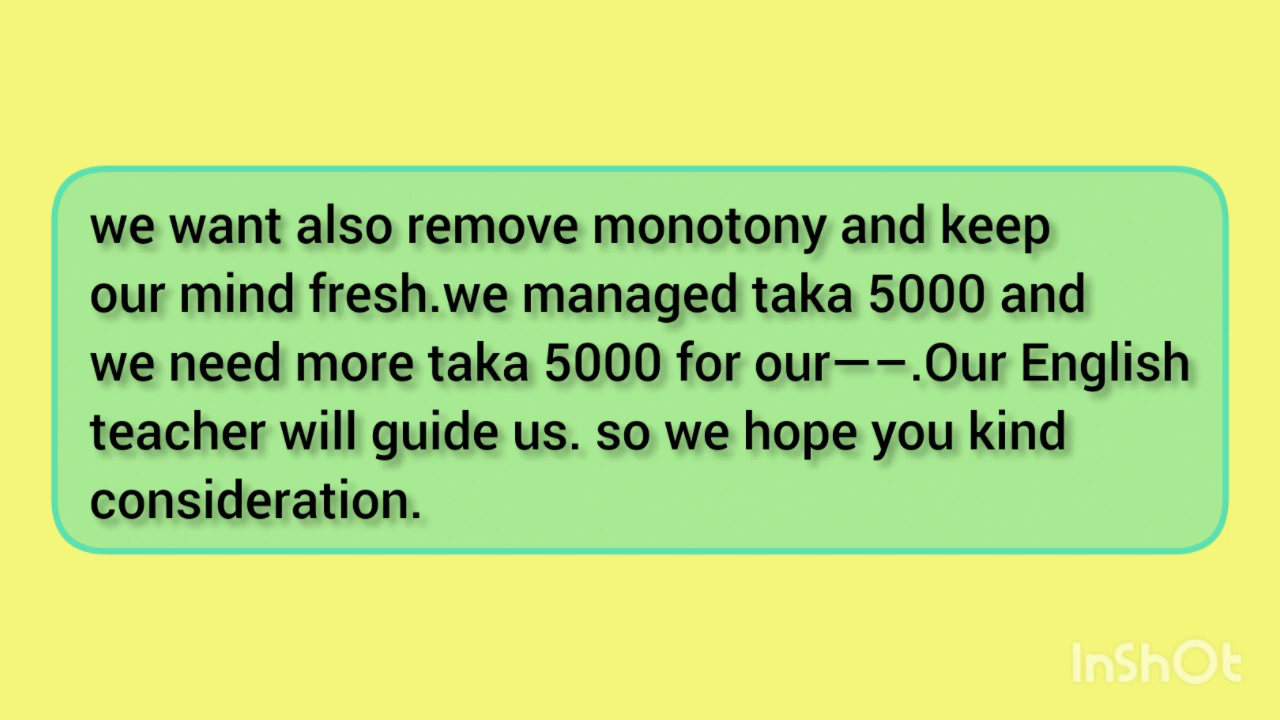 we want also remove monotony and keep
our mind fresh.we managed taka 5000 and
we need more taka 5000 for our——.Our English
teacher will guide us. so we hope you kind
consideration.
InShOt